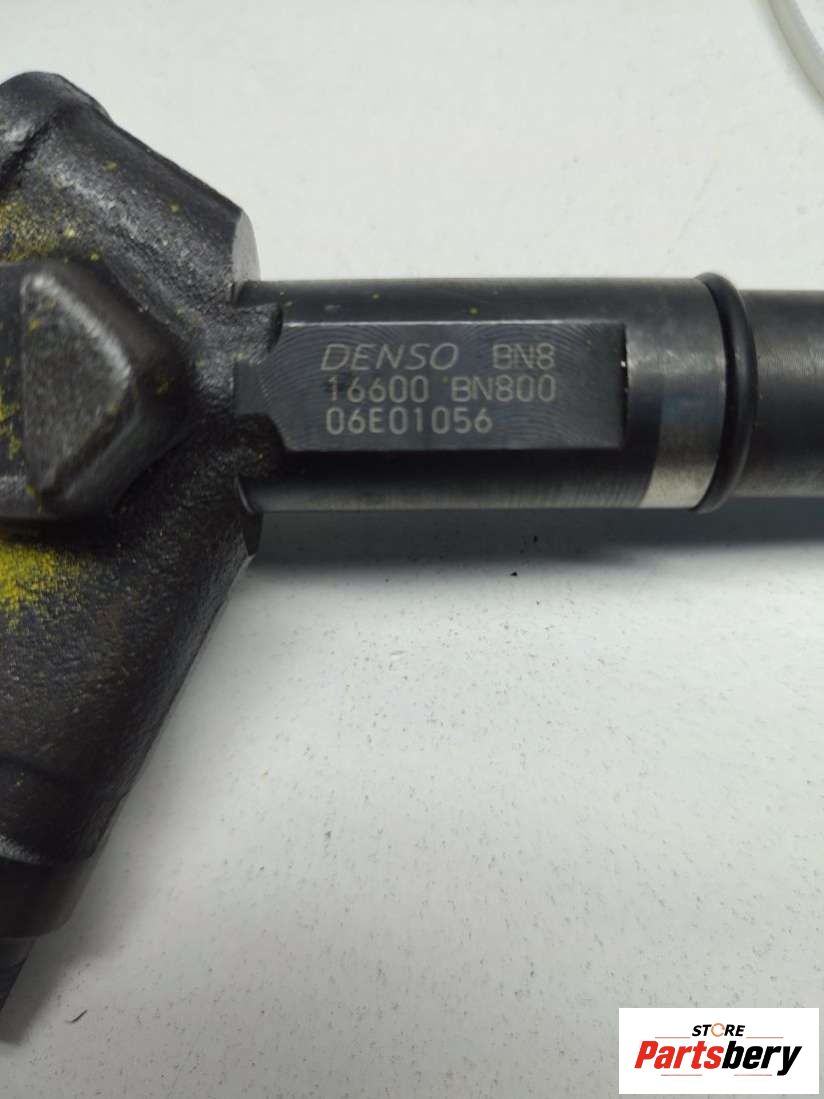 DENSO BN8
16600 BN800
06E01056
STORE
Partsbery